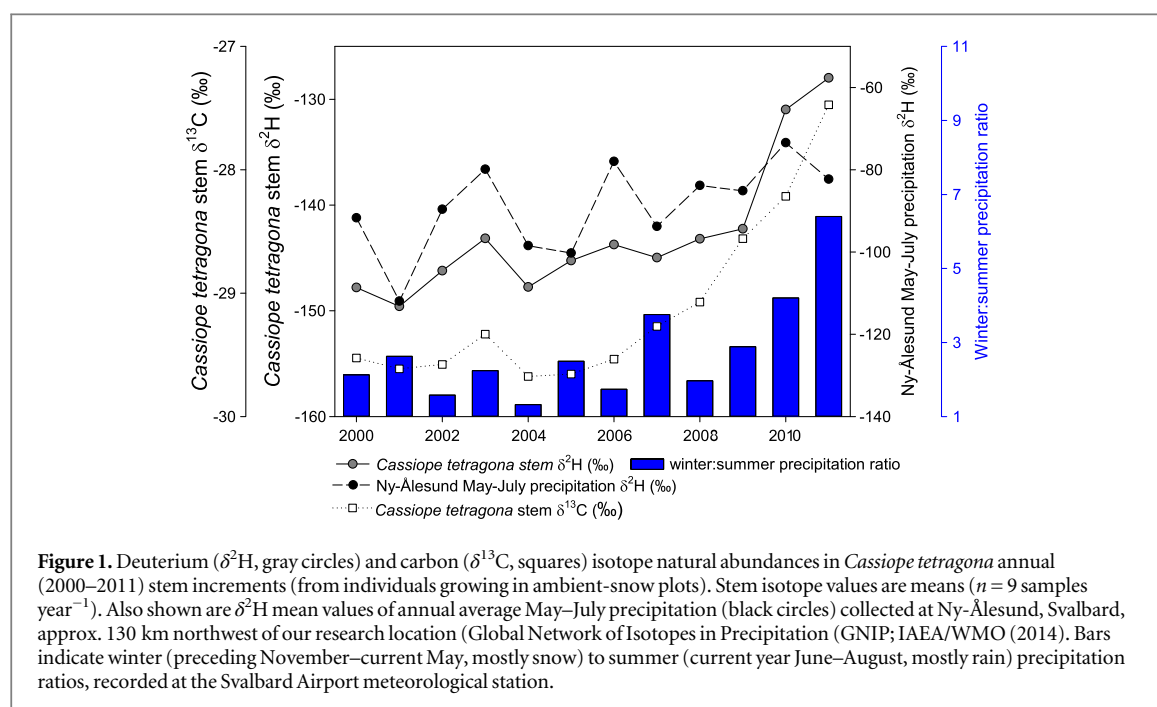 Cassiope tetragona stem δ¹³C (‰)
-27
-28
-29
-30
Cassiope tetragona stem δ²H (‰)
-130
-140
-150
-160
2000
2002
2004
2006
2008
2010
-60
-80
-100
-120
-140
Ny-Ålesund May-July precipitation δ²H (‰)
11
9
7
5
3
1
Winter:summer precipitation ratio
Cassiope tetragona stem δ²H (‰) winter:summer precipitation ratio
Ny-Ålesund May-July precipitation δ²H (‰)
Cassiope tetragona stem δ¹³C (‰)
Figure 1. Deuterium (δ²H, gray circles) and carbon (δ¹³C, squares) isotope natural abundances in Cassiope tetragona annual
(2000–2011) stem increments (from individuals growing in ambient-snow plots). Stem isotope values are means (n = 9 samples
year⁻¹). Also shown are δ²H mean values of annual average May–July precipitation (black circles) collected at Ny-Ålesund, Svalbard,
approx. 130 km northwest of our research location (Global Network of Isotopes in Precipitation (GNIP; IAEA/WMO (2014). Bars
indicate winter (preceding November–current May, mostly snow) to summer (current year June–August, mostly rain) precipitation
ratios, recorded at the Svalbard Airport meteorological station.